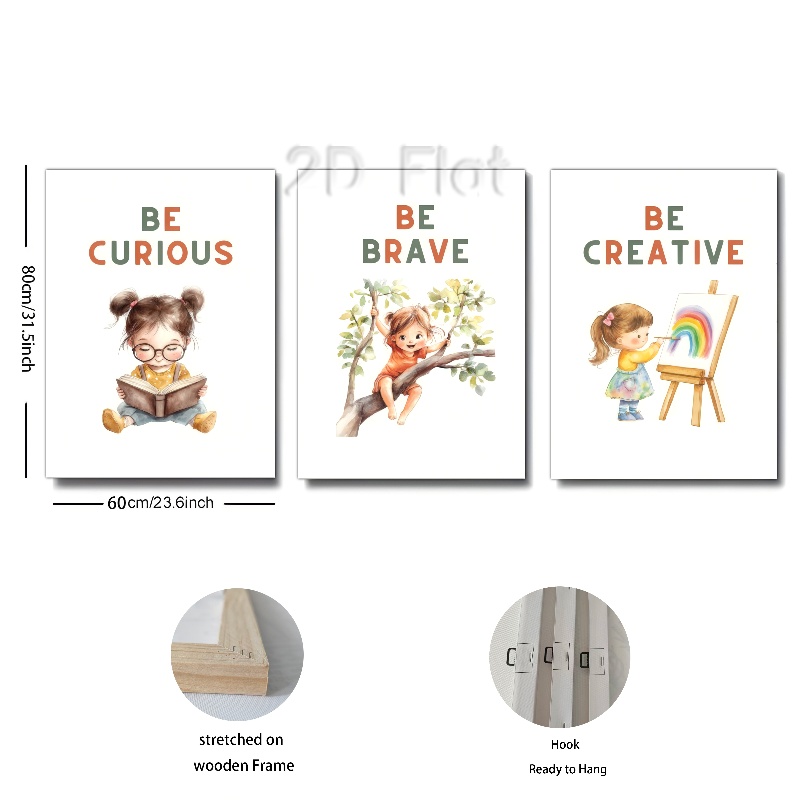 2D Flat
BE
CURIOUS
BE
BRAVE
BE
CREATIVE
80cm/31.5inch
60cm/23.6inch
stretched on
wooden Frame
Hook
Ready to Hang